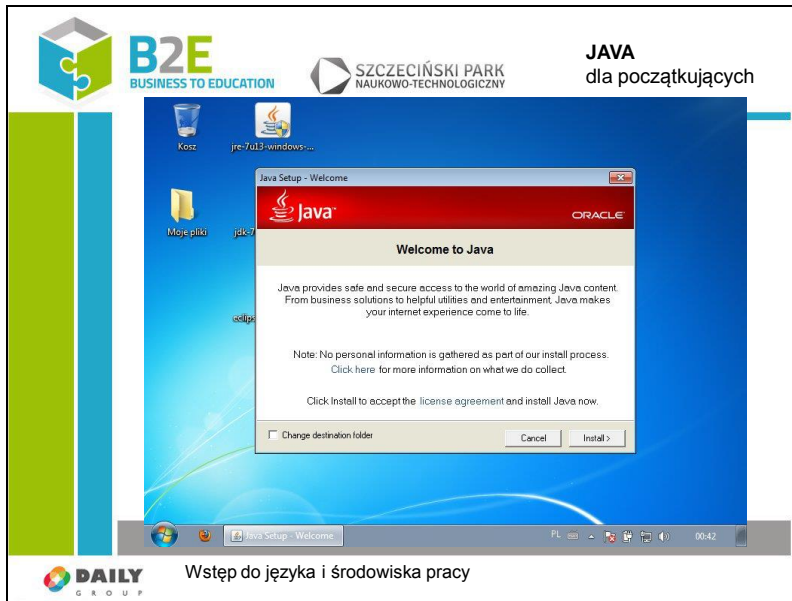 B2E
BUSINESS TO EDUCATION
SZCZECIŃSKI PARK
NAUKOWO-TECHNOLOGICZNY
JAVA
dla początkujących
Kosz
jre-7u13-windows-...
Moje pliki
jdk-7
eclips
Java Setup - Welcome
Java
ORACLE
Welcome to Java
Java provides safe and secure access to the world of amazing Java content.
From business solutions to helpful utilities and entertainment, Java makes
your internet experience come to life.
Note: No personal information is gathered as part of our install process.
Click here for more information on what we do collect.
Click Install to accept the license agreement and install Java now.
Change destination folder
Cancel
Install >
Java Setup - Welcome
PL
00:42
DAILY
GROUP
Wstęp do języka i środowiska pracy